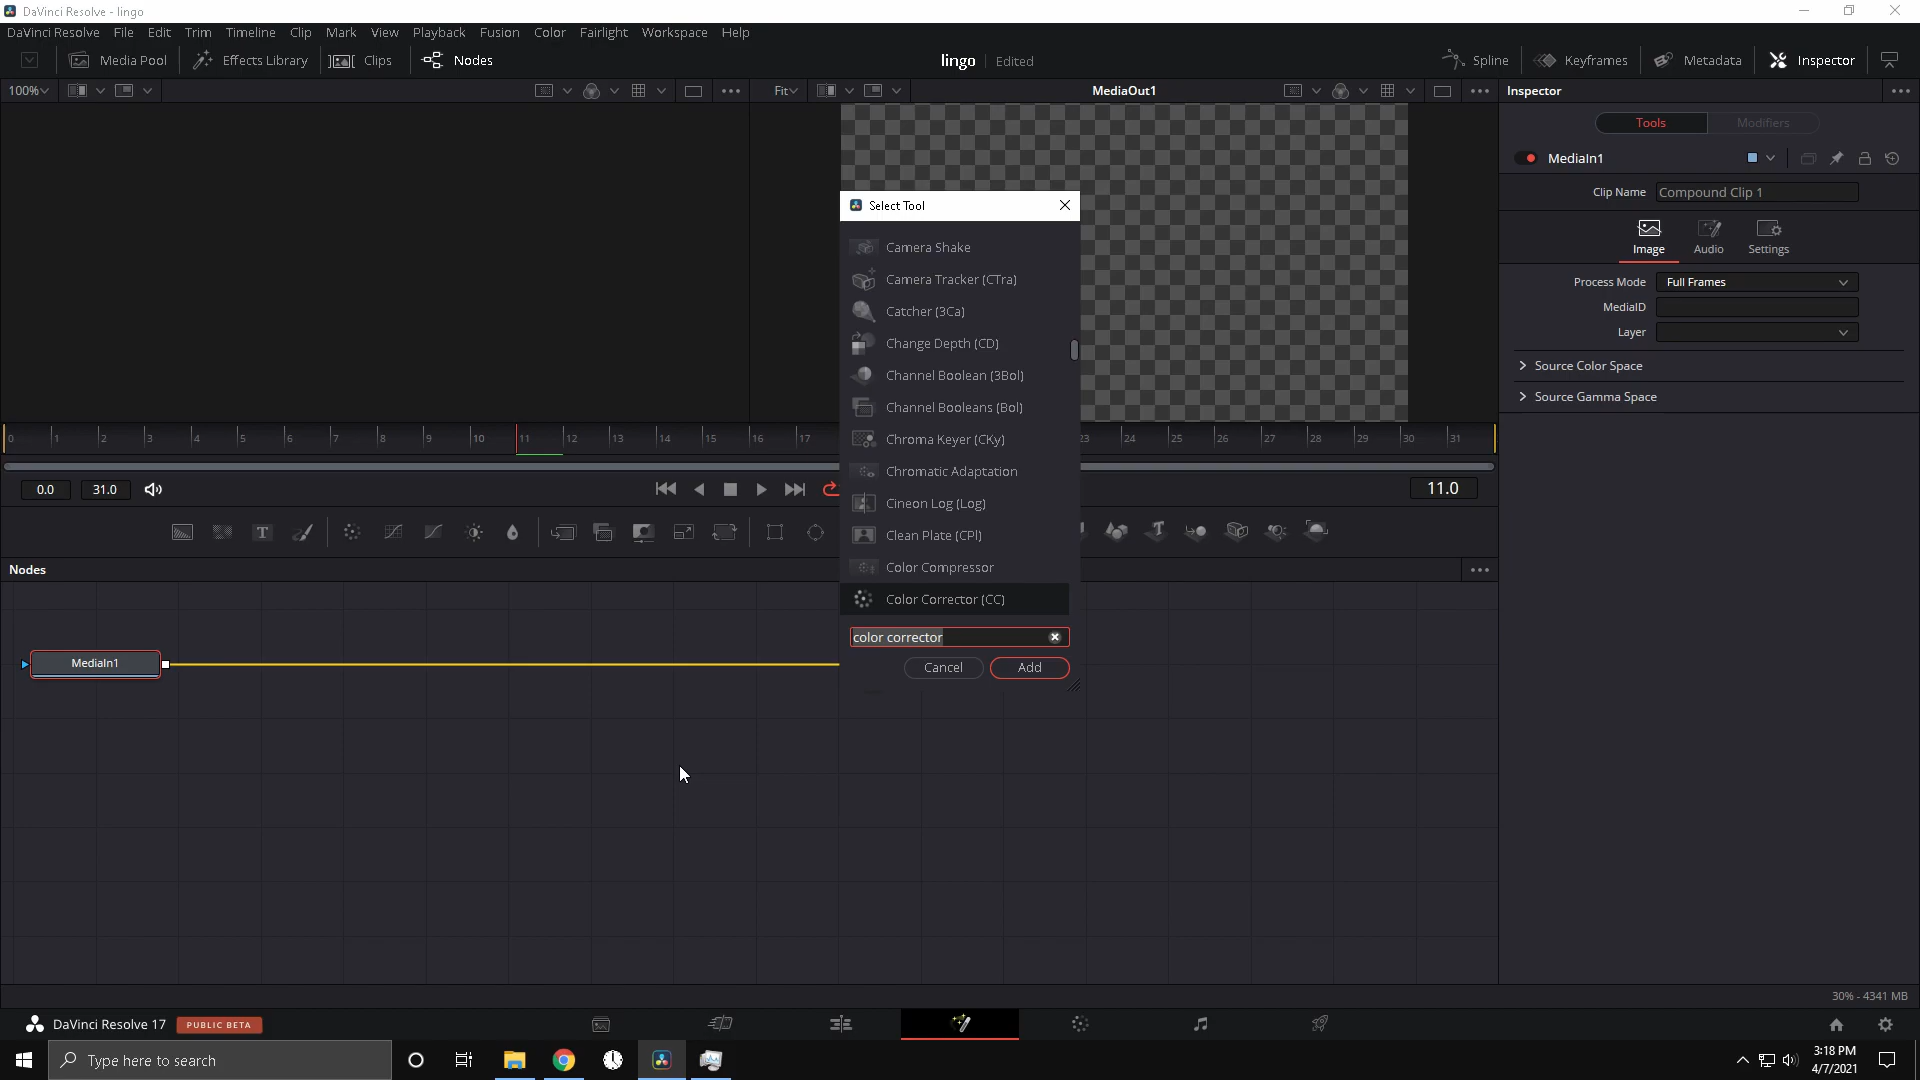 DaVinci Resolve - lingo
DaVinci Resolve File Edit Trim Timeline Clip Mark View Playback Fusion Color Fairlight Workspace Help
Media Pool Effects Library Clips Nodes lingo Edited Spline Keyframes Metadata Inspector
100% Fit MediaOut1 Inspector
Tools Modifiers
MediaIn1
Clip Name Compound Clip 1
Image Audio Settings
Process Mode Full Frames
MediaID
Layer
Source Color Space
Source Gamma Space
Select Tool
Camera Shake
Camera Tracker (CTra)
Catcher (3Ca)
Change Depth (CD)
Channel Boolean (3Bol)
Channel Booleans (Bol)
Chroma Keyer (CKy)
Chromatic Adaptation
Cineon Log (Log)
Clean Plate (CPl)
Color Compressor
Color Corrector (CC)
color corrector
Cancel Add
0 1 2 3 4 5 6 7 8 9 10 11 12 13 14 15 16 17 23 24 25 26 27 28 29 30 31
0.0 31.0 11.0
Nodes
MediaIn1
30% - 4341 MB
DaVinci Resolve 17 PUBLIC BETA
Type here to search
3:18 PM
4/7/2021